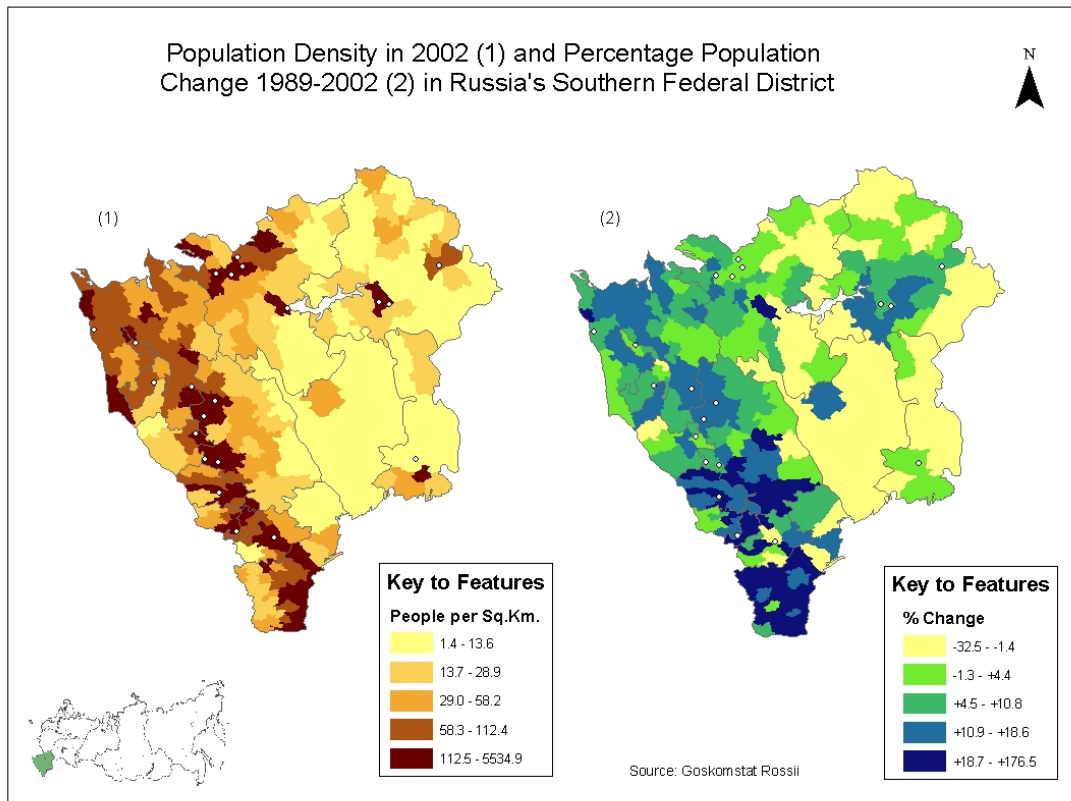 Population Density in 2002 (1) and Percentage Population
Change 1989-2002 (2) in Russia's Southern Federal District
N
(1)
(2)
Key to Features
People per Sq.Km.
1.4 - 13.6
13.7 - 28.9
29.0 - 58.2
58.3 - 112.4
112.5 - 5534.9
Key to Features
% Change
-32.5 - -1.4
-1.3 - +4.4
+4.5 - +10.8
+10.9 - +18.6
+18.7 - +176.5
Source: Goskomstat Rossii